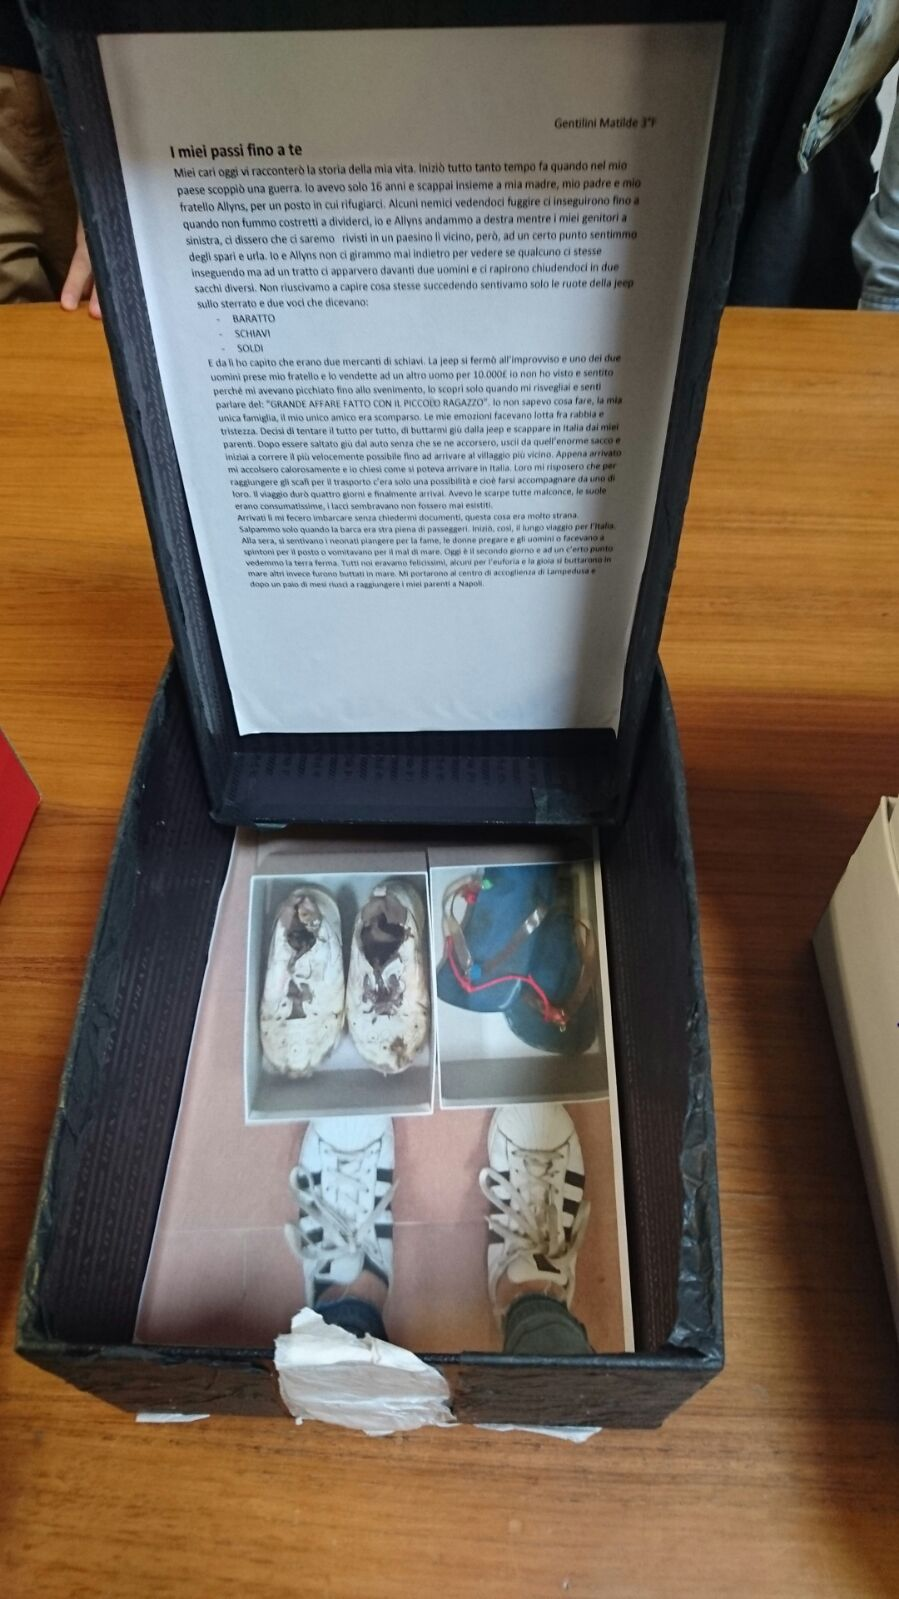 Gentilini Matilde 3°F
I miei passi fino a te
Miei cari oggi vi racconterò la storia della mia vita. Iniziò tutto tanto tempo fa quando nel mio
paese scoppiò una guerra. Io avevo solo 16 anni e scappai insieme a mia madre, mio padre e mio
fratello Allyns, per un posto in cui rifugiarci. Alcuni nemici vedendoci fuggire ci inseguirono fino a
quando non fummo costretti a dividerci, io e Allyns andammo a destra mentre i miei genitori a
sinistra, ci dissero che ci saremo rivisti in un paesino lì vicino, però, ad un certo punto sentimmo
degli spari e urla. Io e Allyns non ci girammo mai indietro per vedere se qualcuno ci stesse
inseguendo ma ad un tratto ci apparvero davanti due uomini e ci rapirono chiudendoci in due
sacchi diversi. Non riuscivamo a capire cosa stesse succedendo sentivamo solo le ruote della jeep
sullo sterrato e due voci che dicevano:
- BARATTO
- SCHIAVI
- SOLDI
E da lì ho capito che erano due mercanti di schiavi. La jeep si fermò all'improvviso e uno dei due
uomini prese mio fratello e lo vendette ad un altro uomo per 10.000£ io non ho visto e sentito
perché mi avevano picchiato fino allo svenimento, lo scoprì solo quando mi risvegliai e senti
parlare del: "GRANDE AFFARE FATTO CON IL PICCOLO RAGAZZO". Io non sapevo cosa fare, la mia
unica famiglia, il mio unico amico era scomparso. Le mie emozioni facevano lotta fra rabbia e
tristezza. Decisi di tentare il tutto per tutto, di buttarmi giù dalla jeep e scappare in Italia dai miei
parenti. Dopo essere saltato giù dal auto senza che se ne accorsero, uscii da quell'enorme sacco e
iniziai a correre il più velocemente possibile fino ad arrivare al villaggio più vicino. Appena arrivato
mi accolsero calorosamente e io chiesi come si poteva arrivare in Italia. Loro mi risposero che per
raggiungere gli scafi per il trasporto c'era solo una possibilità e cioè farsi accompagnare da uno di
loro. Il viaggio durò quattro giorni e finalmente arrivai. Avevo le scarpe tutte malconce, le suole
erano consumatissime, i lacci sembravano non fossero mai esistiti.
Arrivati lì mi fecero imbarcare senza chiedermi documenti, questa cosa era molto strana.
Salpammo solo quando la barca era stra piena di passeggeri. Iniziò, così, il lungo viaggio per l'Italia.
Alla sera, si sentivano i neonati piangere per la fame, le donne pregare e gli uomini o facevano a
spintoni per il posto o vomitavano per il mal di mare. Oggi è il secondo giorno e ad un c'erto punto
vedemmo la terra ferma. Tutti noi eravamo felicissimi, alcuni per l'euforia e la gioia si buttarono in
mare altri invece furono buttati in mare. Mi portarono al centro di accoglienza di Lampedusa e
dopo un paio di mesi riuscì a raggiungere i miei parenti a Napoli.